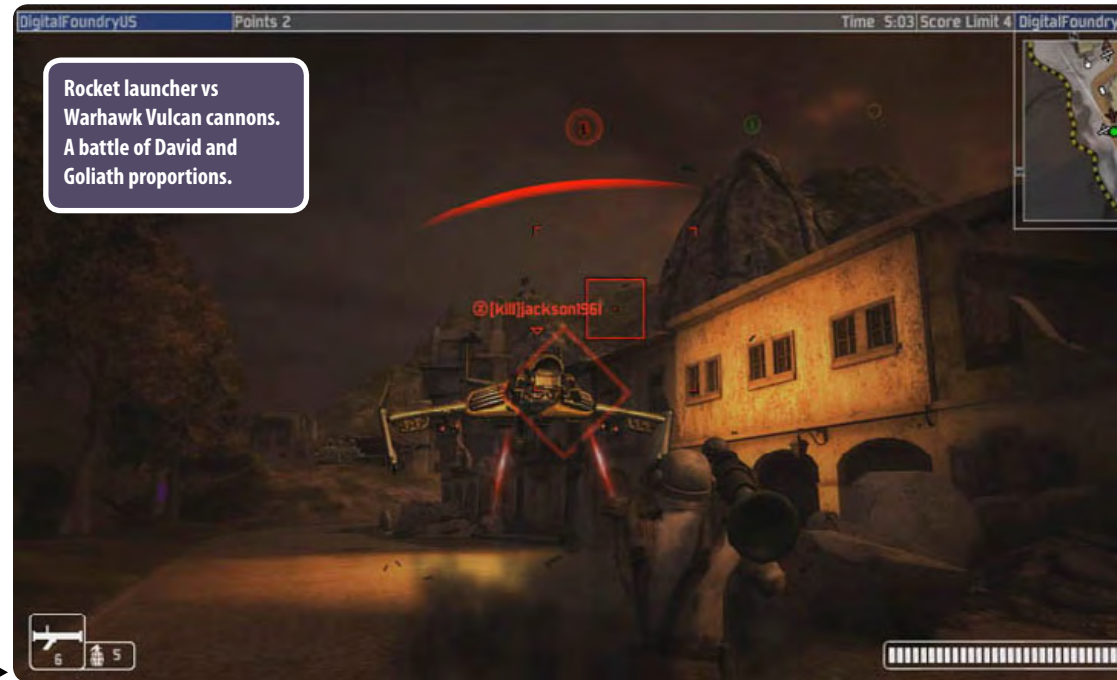 DigitalFoundryUS Points 2 Time 5:03 Score Limit 4 DigitalFoundry
Rocket launcher vs
Warhawk Vulcan cannons.
A battle of David and
Goliath proportions.
[kill]jackson1961
6 5